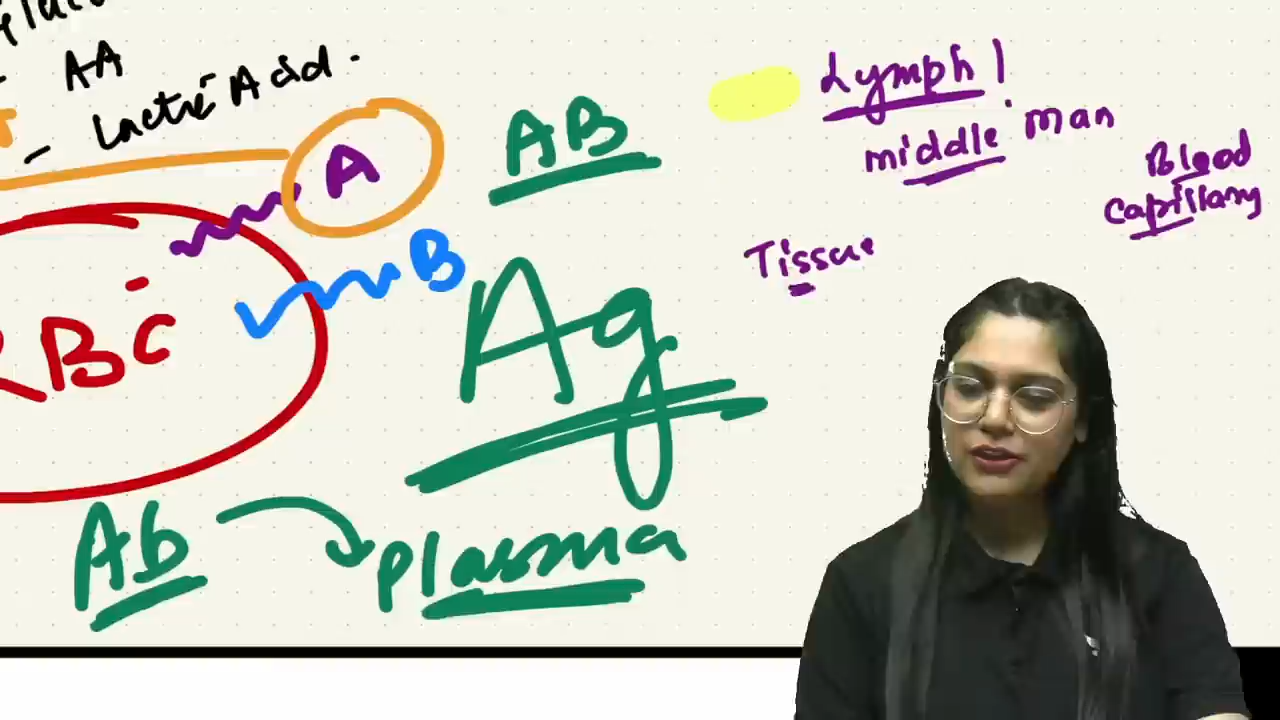 AA
- Lactic Acid.
A
AB
B
RBC
Ag
Ab
plasma
Lymph
middle man
Tissue
Blood
capillary